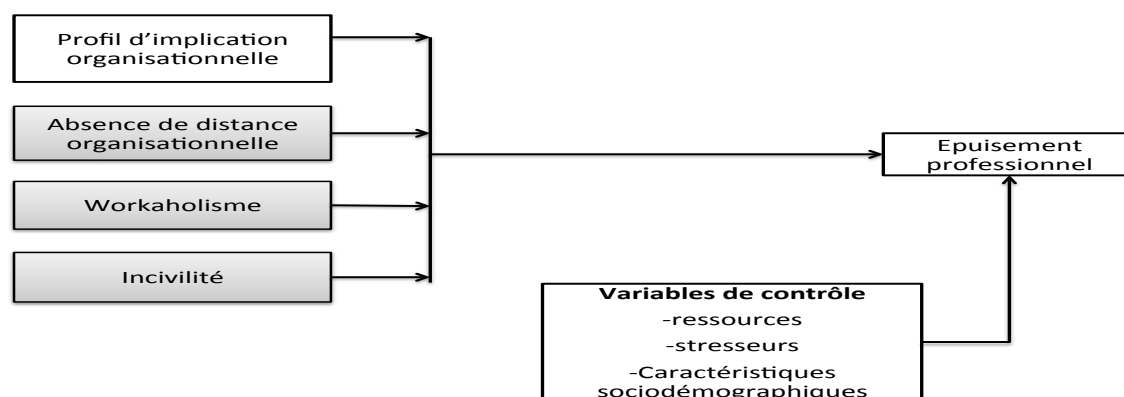 Profil d'implication
organisationnelle
Absence de distance
organisationnelle
Workaholisme
Incivilité
Epuisement
professionnel
Variables de contrôle
-ressources
-stresseurs
-Caractéristiques
sociodémographiques